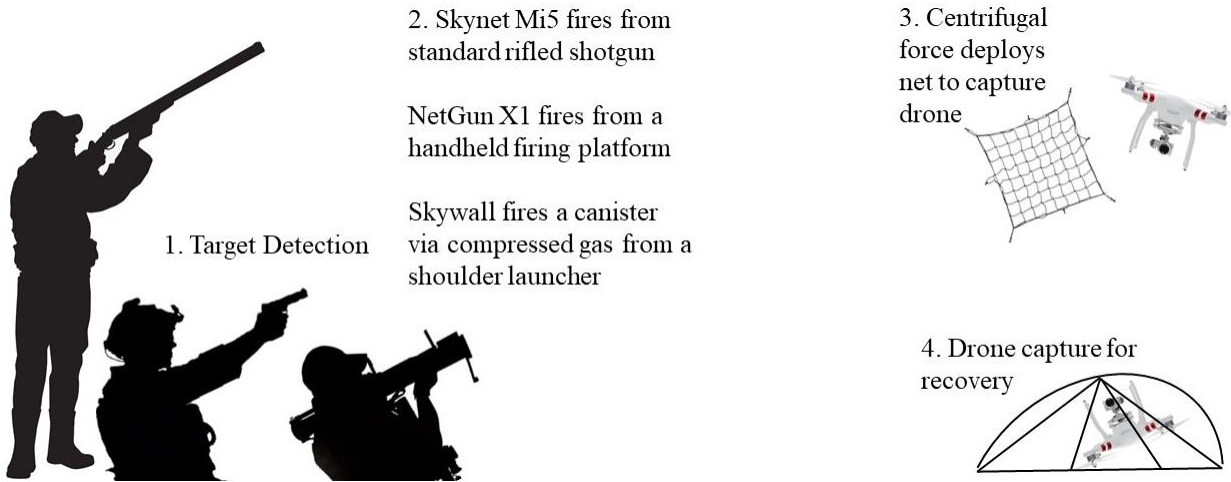 1. Target Detection
2. Skynet Mi5 fires from
standard rifled shotgun
NetGun X1 fires from a
handheld firing platform
Skywall fires a canister
via compressed gas from a
shoulder launcher
3. Centrifugal
force deploys
net to capture
drone
4. Drone capture for
recovery